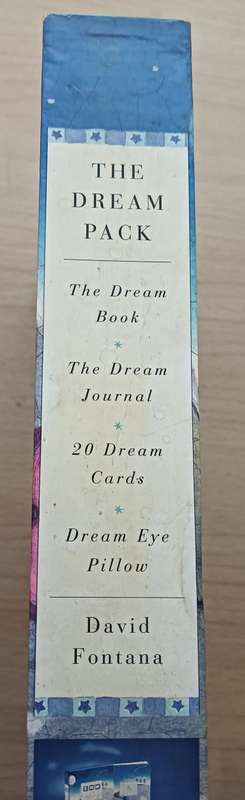 THE
DREAM
PACK
The Dream
Book
*
The Dream
Journal
*
20 Dream
Cards
*
Dream Eye
Pillow
David
Fontana